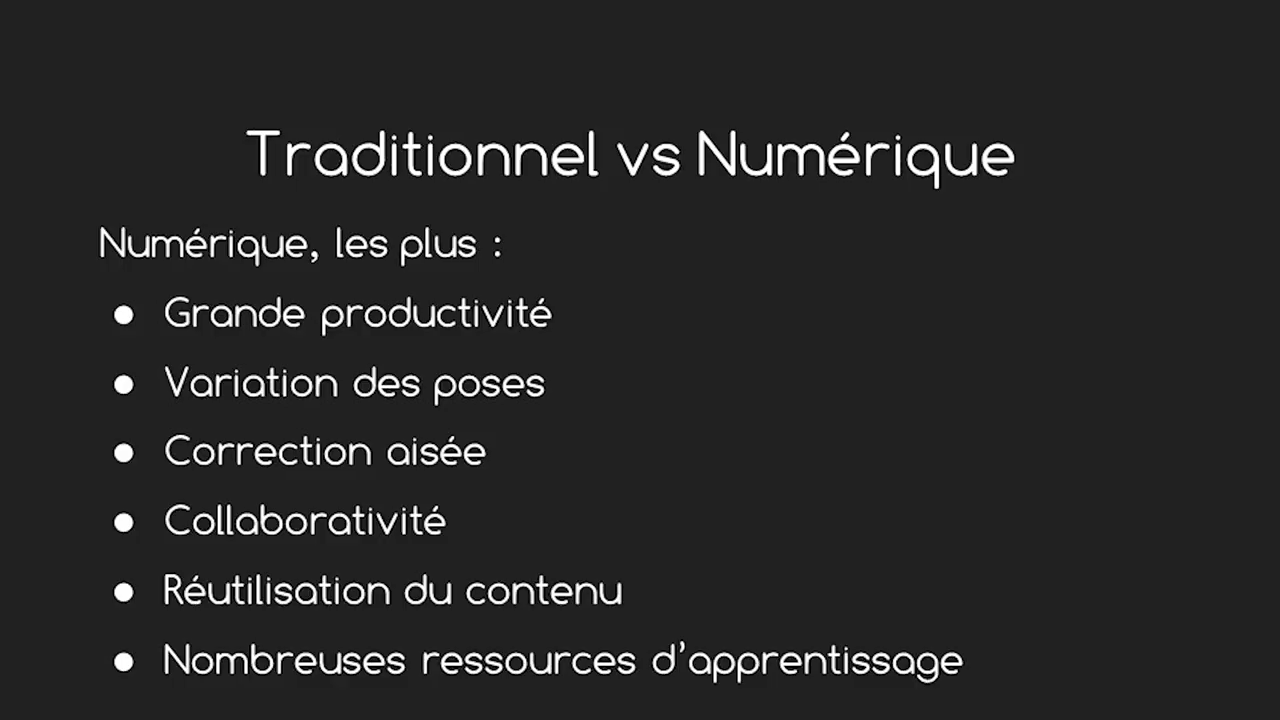 Traditionnel vs Numérique
Numérique, les plus :
● Grande productivité
● Variation des poses
● Correction aisée
● Collaborativité
● Réutilisation du contenu
● Nombreuses ressources d'apprentissage